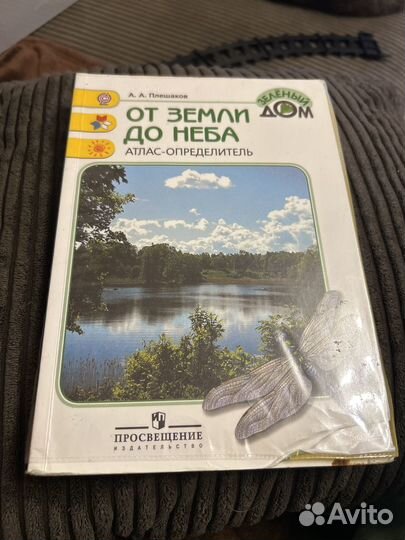 А. А. Плешаков
ЗЕЛЕНЫЙ
ДОМ
ОТ ЗЕМЛИ
ДО НЕБА
АТЛАС-ОПРЕДЕЛИТЕЛЬ
ПРОСВЕЩЕНИЕ
ИЗДАТЕЛЬСТВО
Avito